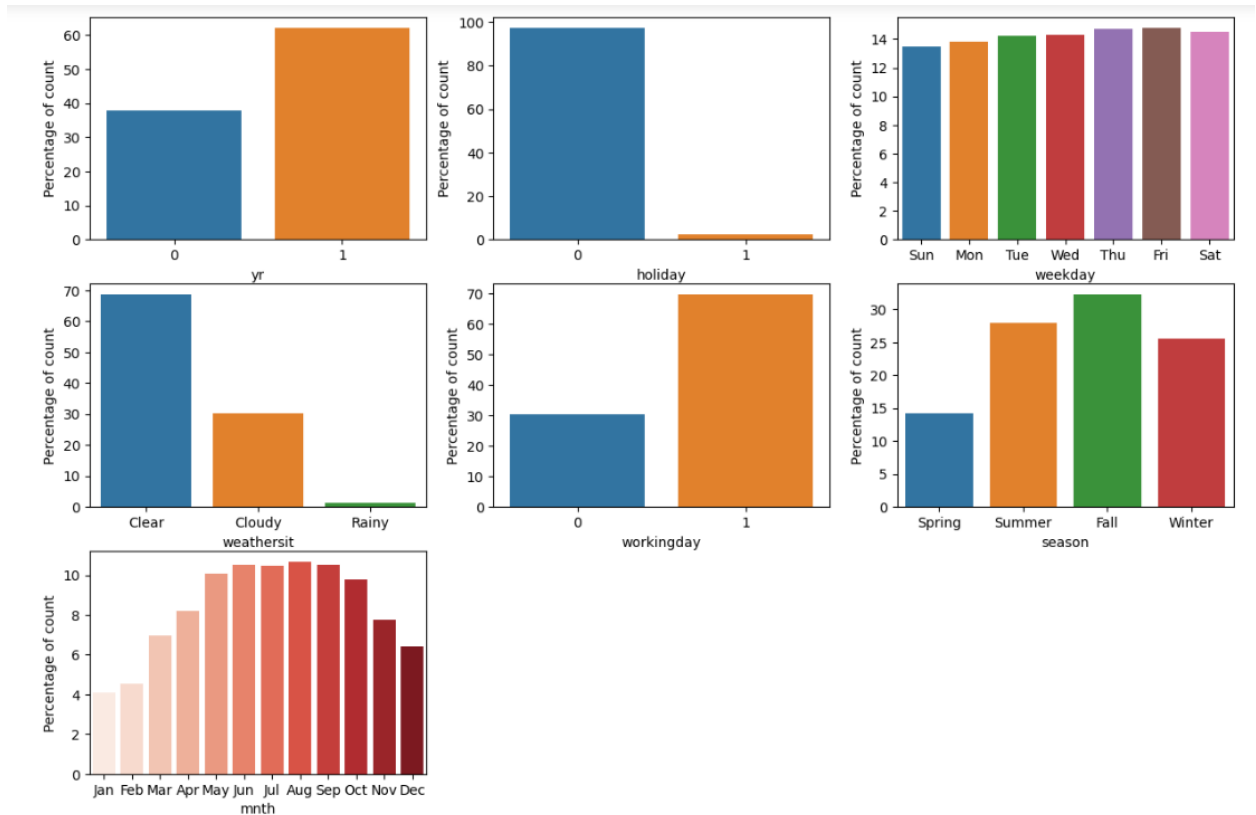 Percentage of count
60
50
40
30
20
10
0
0 1
yr
Percentage of count
100
80
60
40
20
0
0 1
holiday
Percentage of count
14
12
10
8
6
4
2
0
Sun Mon Tue Wed Thu Fri Sat
weekday
Percentage of count
70
60
50
40
30
20
10
0
Clear Cloudy Rainy
weathersit
Percentage of count
70
60
50
40
30
20
10
0
0 1
workingday
Percentage of count
30
25
20
15
10
5
0
Spring Summer Fall Winter
season
Percentage of count
10
8
6
4
2
0
Jan Feb Mar Apr May Jun Jul Aug Sep Oct Nov Dec
mnth